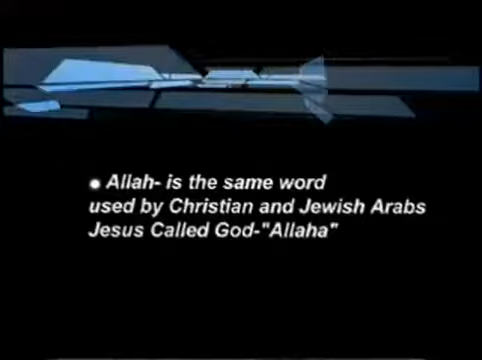 Allah- is the same word
used by Christian and Jewish Arabs
Jesus Called God-"Allaha"